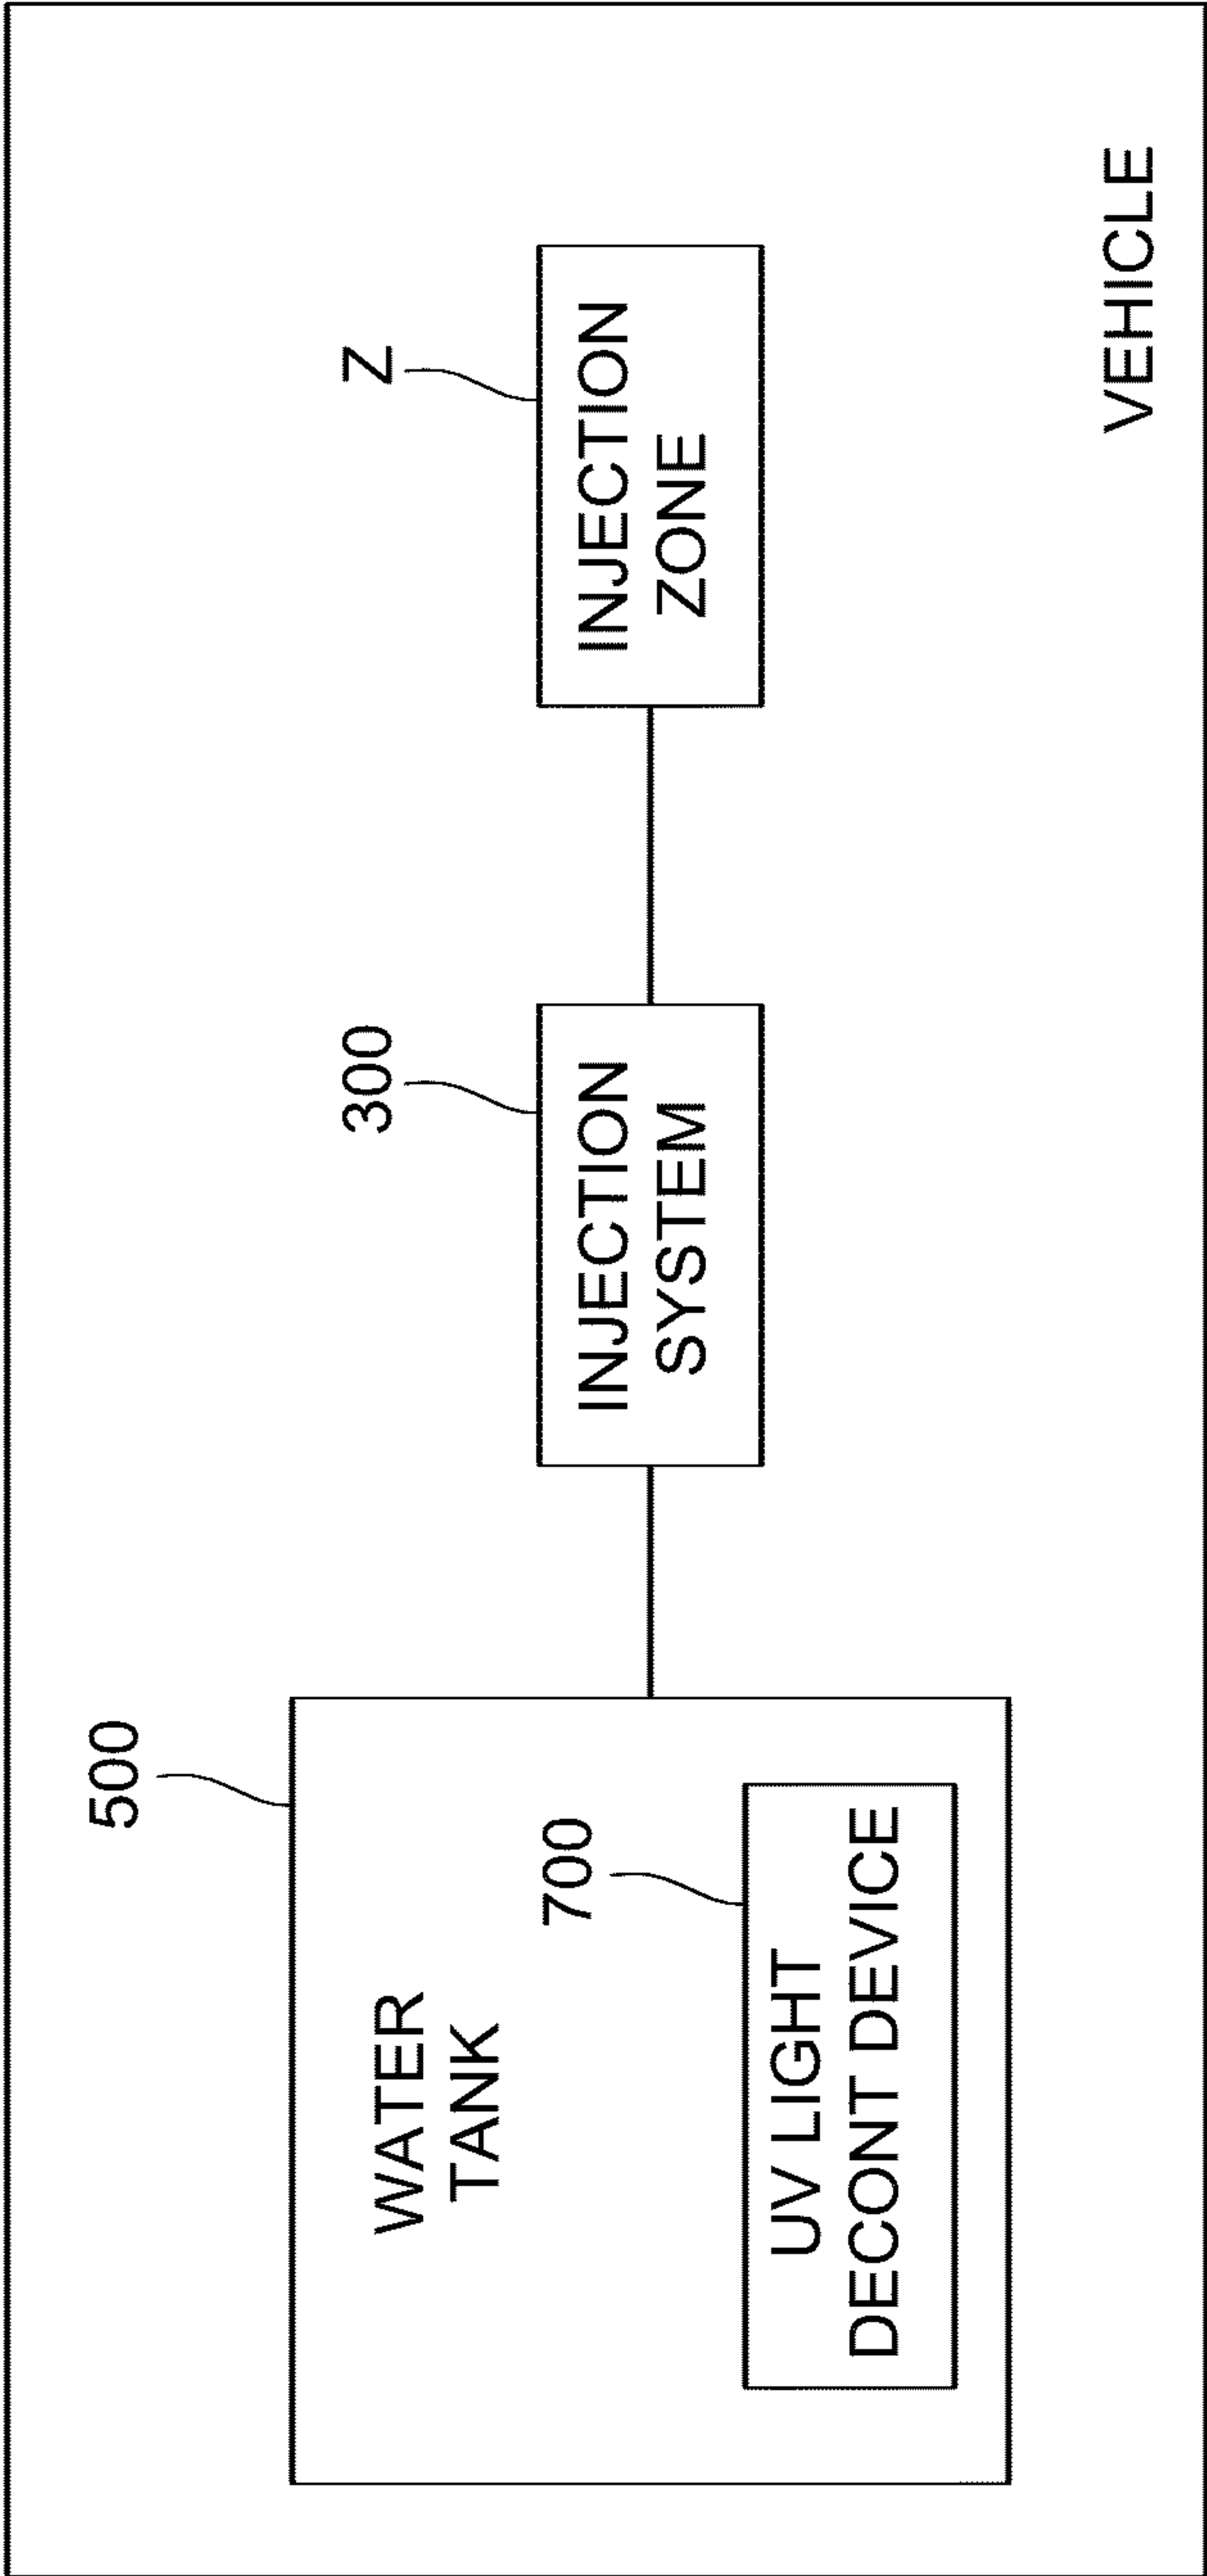 500
WATER
TANK
700
UV LIGHT
DECONT DEVICE
300
INJECTION
SYSTEM
Z
INJECTION
ZONE
VEHICLE